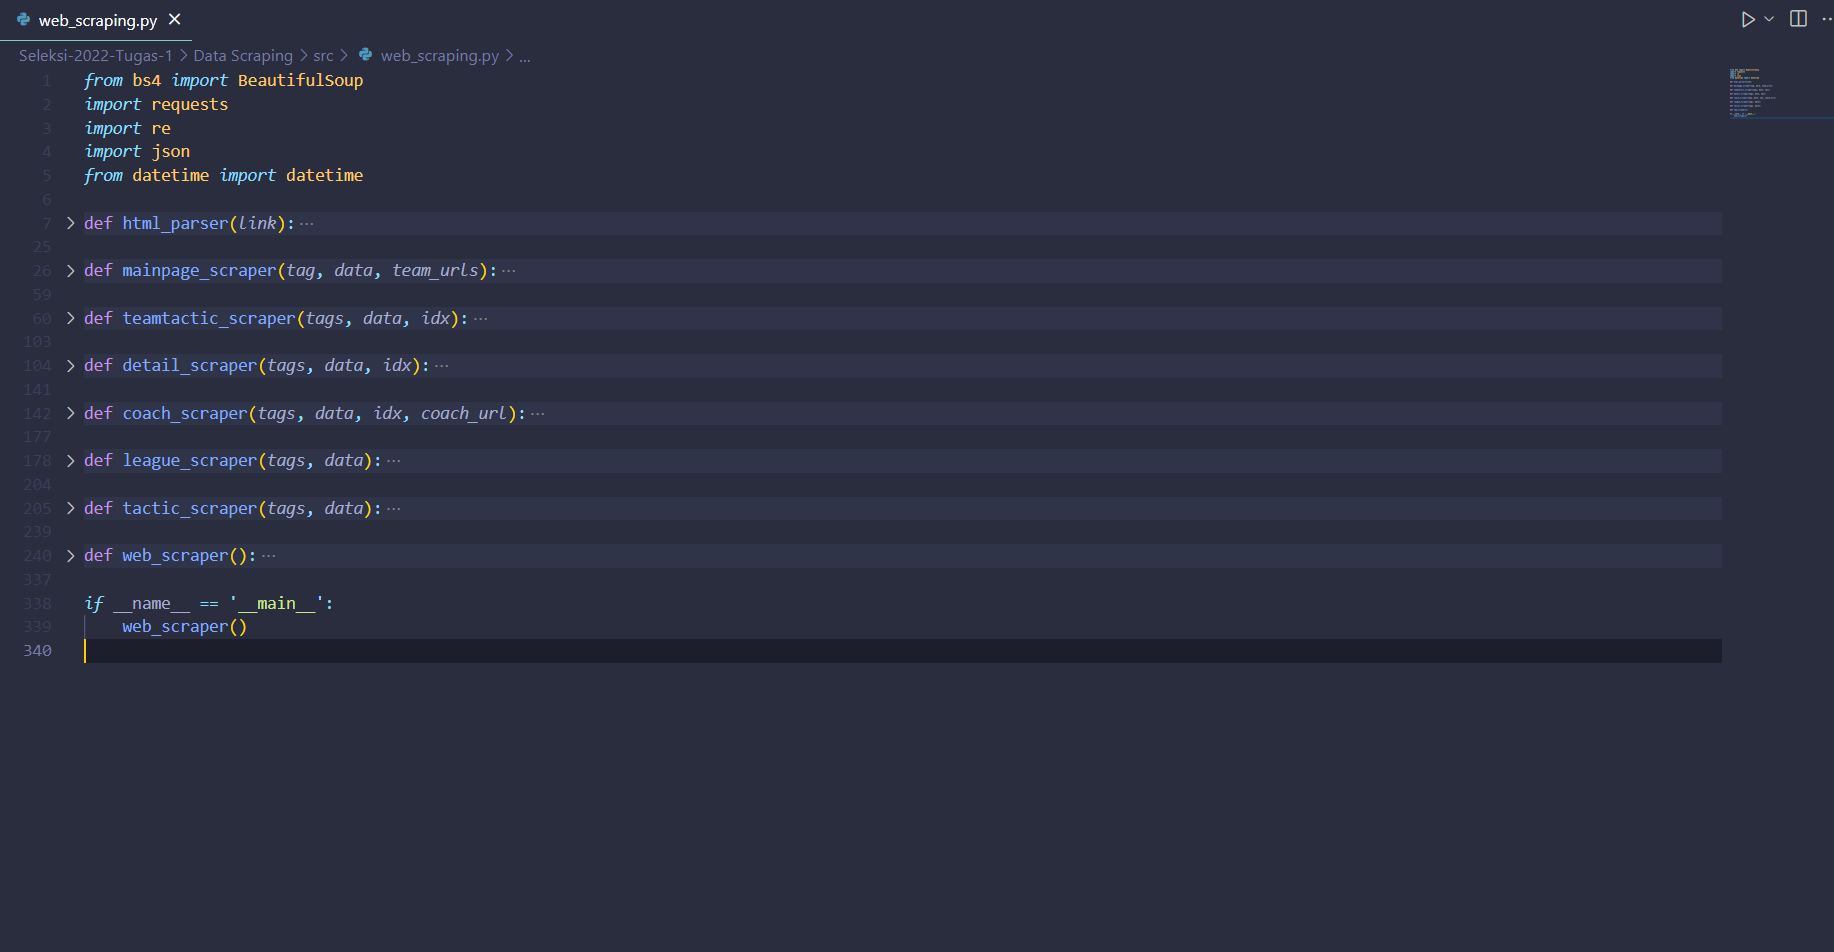 web_scraping.py
Seleksi-2022-Tugas-1 > Data Scraping > src > web_scraping.py > ...
1 from bs4 import BeautifulSoup
2 import requests
3 import re
4 import json
5 from datetime import datetime
6
7 def html_parser(link): ...
25
26 def mainpage_scraper(tag, data, team_urls): ...
59
60 def teamtactic_scraper(tags, data, idx): ...
103
104 def detail_scraper(tags, data, idx): ...
141
142 def coach_scraper(tags, data, idx, coach_url): ...
177
178 def league_scraper(tags, data): ...
204
205 def tactic_scraper(tags, data): ...
239
240 def web_scraper(): ...
337
338 if __name__ == '__main__':
339     web_scraper()
340